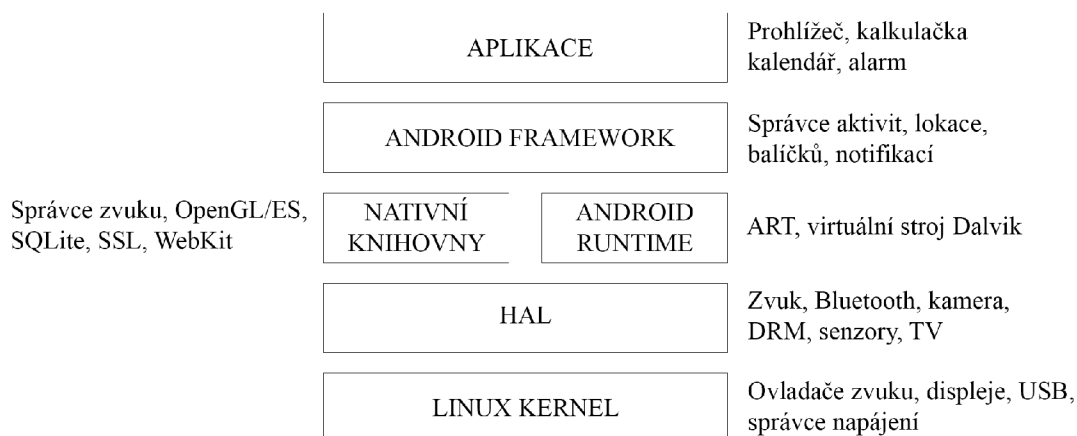 APLIKACE
Prohlížeč, kalkulačka
kalendář, alarm
ANDROID FRAMEWORK
Správce aktivit, lokace,
balíčků, notifikací
Správce zvuku, OpenGL/ES,
SQLite, SSL, WebKit
NATIVNÍ
KNIHOVNY
ANDROID
RUNTIME
ART, virtuální stroj Dalvik
HAL
Zvuk, Bluetooth, kamera,
DRM, senzory, TV
LINUX KERNEL
Ovladače zvuku, displeje, USB,
správce napájení